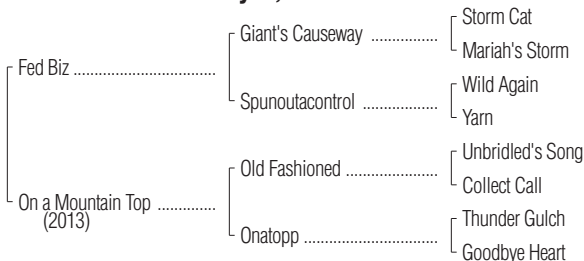 Storm Cat
Giant's Causeway ................
Mariah's Storm
Fed Biz ..................................
Wild Again
Spunoutacontrol ..................
Yarn
Unbridled's Song
Old Fashioned ......................
Collect Call
On a Mountain Top ..............
(2013)
Thunder Gulch
Onatopp ................................
Goodbye Heart